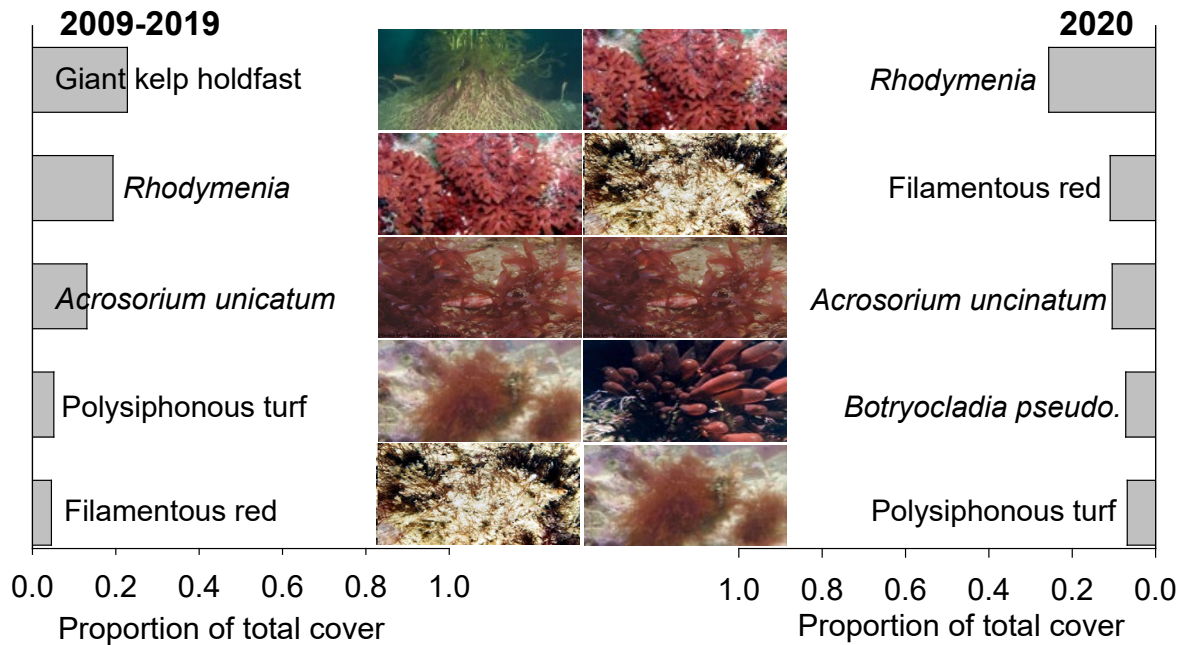 2009-2019
Giant kelp holdfast
Rhodymenia
Acrosorium unicatum
Polysiphonous turf
Filamentous red
0.0 0.2 0.4 0.6 0.8 1.0
Proportion of total cover
2020
Rhodymenia
Filamentous red
Acrosorium uncinatum
Botryocladia pseudo.
Polysiphonous turf
1.0 0.8 0.6 0.4 0.2 0.0
Proportion of total cover